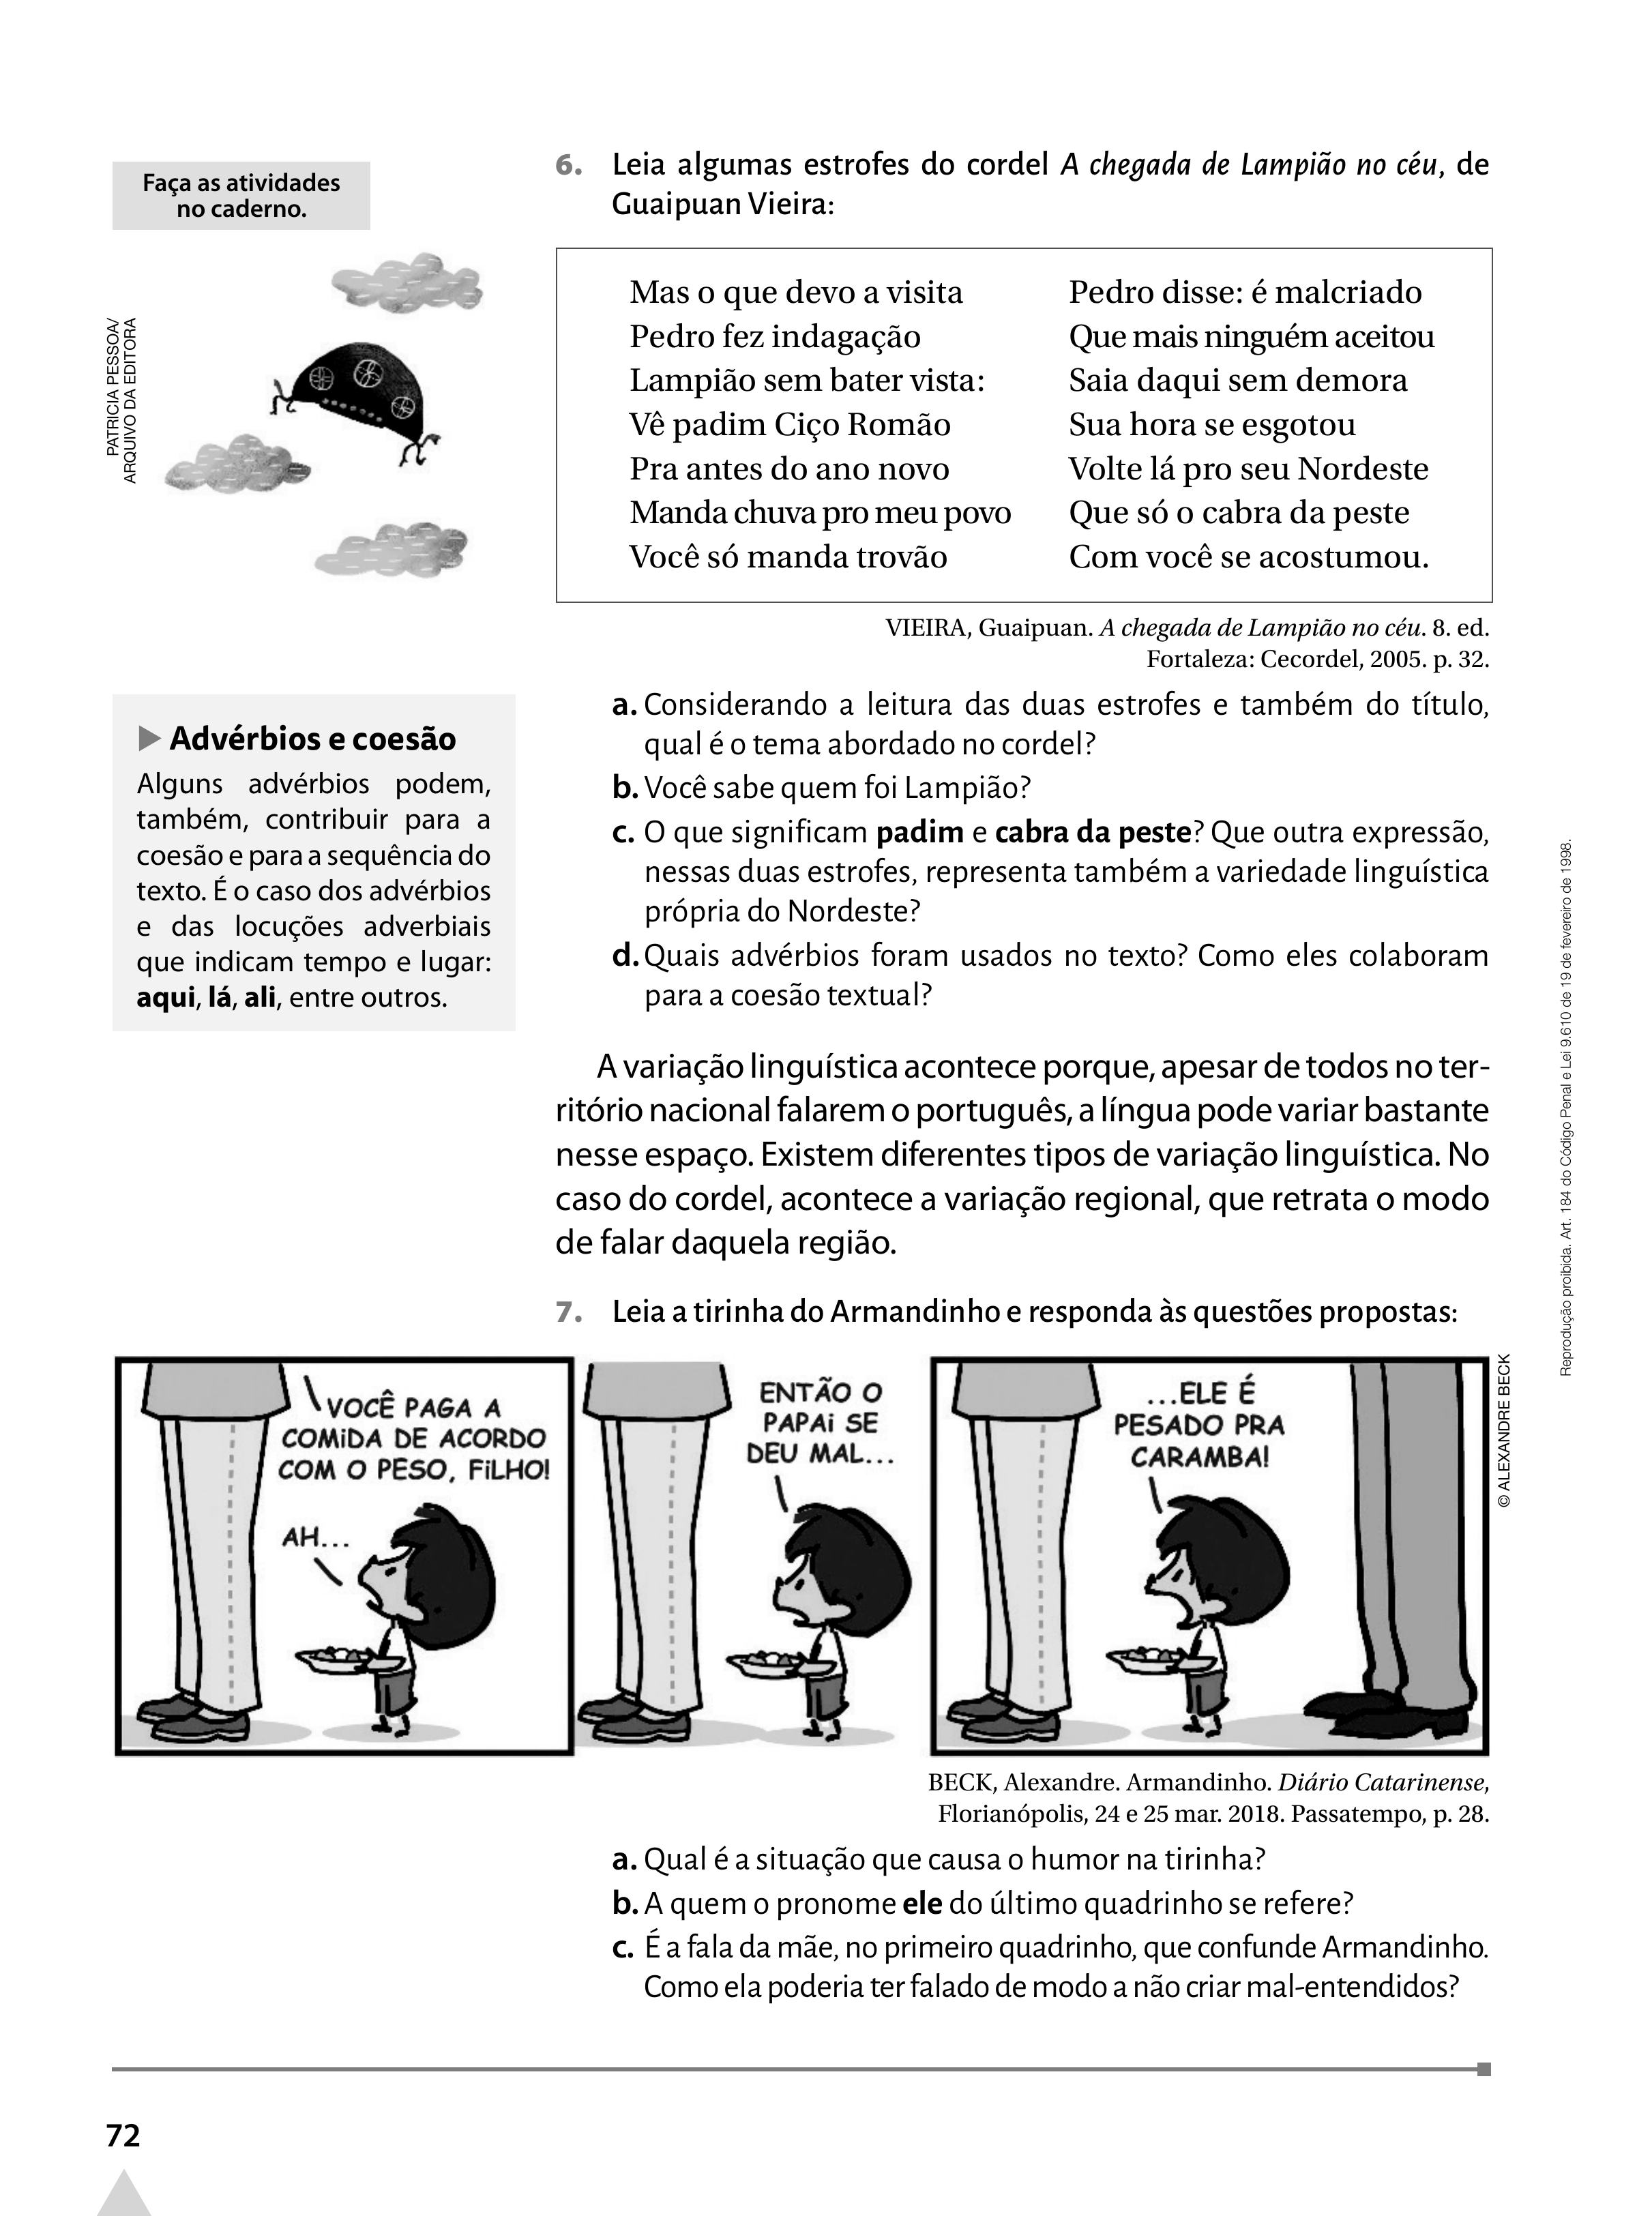 Faça as atividades
no caderno.
PATRICIA PESSOA/
ARQUIVO DA EDITORA
6. Leia algumas estrofes do cordel A chegada de Lampião no céu, de
Guaipuan Vieira:
Mas o que devo a visita
Pedro fez indagação
Lampião sem bater vista:
Vê padim Ciço Romão
Pra antes do ano novo
Manda chuva pro meu povo
Você só manda trovão
Pedro disse: é malcriado
Que mais ninguém aceitou
Saia daqui sem demora
Sua hora se esgotou
Volte lá pro seu Nordeste
Que só o cabra da peste
Com você se acostumou.
VIEIRA, Guaipuan. A chegada de Lampião no céu. 8. ed.
Fortaleza: Cecordel, 2005. p. 32.
a. Considerando a leitura das duas estrofes e também do título,
qual é o tema abordado no cordel?
b. Você sabe quem foi Lampião?
c. O que significam padim e cabra da peste? Que outra expressão,
nessas duas estrofes, representa também a variedade linguística
própria do Nordeste?
d. Quais advérbios foram usados no texto? Como eles colaboram
para a coesão textual?
▶ Advérbios e coesão
Alguns advérbios podem,
também, contribuir para a
coesão e para a sequência do
texto. É o caso dos advérbios
e das locuções adverbiais
que indicam tempo e lugar:
aqui, lá, ali, entre outros.
A variação linguística acontece porque, apesar de todos no ter-
ritório nacional falarem o português, a língua pode variar bastante
nesse espaço. Existem diferentes tipos de variação linguística. No
caso do cordel, acontece a variação regional, que retrata o modo
de falar daquela região.
7. Leia a tirinha do Armandinho e responda às questões propostas:
VOCÊ PAGA A
COMiDA DE ACORDO
COM O PESO, FiLHO!
AH...
ENTÃO O
PAPAi SE
DEU MAL...
...ELE É
PESADO PRA
CARAMBA!
© ALEXANDRE BECK
BECK, Alexandre. Armandinho. Diário Catarinense,
Florianópolis, 24 e 25 mar. 2018. Passatempo, p. 28.
a. Qual é a situação que causa o humor na tirinha?
b. A quem o pronome ele do último quadrinho se refere?
c. É a fala da mãe, no primeiro quadrinho, que confunde Armandinho.
Como ela poderia ter falado de modo a não criar mal-entendidos?
Reprodução proibida. Art. 184 do Código Penal e Lei 9.610 de 19 de fevereiro de 1998.
72